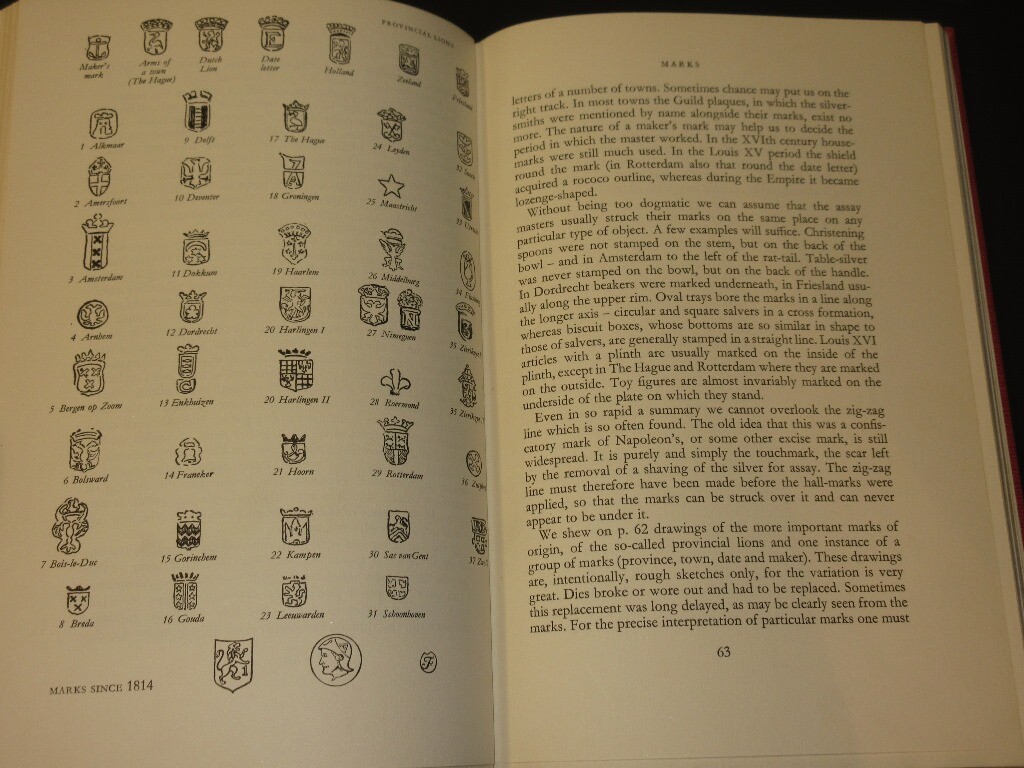 PROVINCIAL LIONS
Maker's mark
Arms of a town (The Hague)
Dutch Lion
Date letter
Holland
Zeeland
Friesland
1 Alkmaar
9 Delft
17 The Hague
24 Leyden
32
2 Amersfoort
10 Deventer
18 Groningen
25 Maastricht
33
3 Amsterdam
11 Dokkum
19 Haarlem
26 Middelburg
34
4 Arnhem
12 Dordrecht
20 Harlingen I
27 Nimeguen
35
5 Bergen op Zoom
13 Enkhuizen
20 Harlingen II
28 Roermond
35
6 Bolsward
14 Franeker
21 Hoorn
29 Rotterdam
36
7 Bois-le-Duc
15 Gorinchem
22 Kampen
30 Sas van Gent
37
8 Breda
16 Gouda
23 Leeuwarden
31 Schoonhoven
MARKS SINCE 1814
MARKS
letters of a number of towns. Sometimes chance may put us on the
right track. In most towns the Guild plaques, in which the silver-
smiths were mentioned by name alongside their marks, exist no
more. The nature of a maker's mark may help us to decide the
period in which the master worked. In the XVIth century house-
marks were still much used. In the Louis XV period the shield
round the mark (in Rotterdam also that round the date letter)
acquired a rococo outline, whereas during the Empire it became
lozenge-shaped.
Without being too dogmatic we can assume that the assay
masters usually struck their marks on the same place on any
particular type of object. A few examples will suffice. Christening
spoons were not stamped on the stem, but on the back of the
bowl – and in Amsterdam to the left of the rat-tail. Table-silver
was never stamped on the bowl, but on the back of the handle.
In Dordrecht beakers were marked underneath, in Friesland usu-
ally along the upper rim. Oval trays bore the marks in a line along
the longer axis – circular and square salvers in a cross formation,
whereas biscuit boxes, whose bottoms are so similar in shape to
those of salvers, are generally stamped in a straight line. Louis XVI
articles with a plinth are usually marked on the inside of the
plinth, except in The Hague and Rotterdam where they are marked
on the outside. Toy figures are almost invariably marked on the
underside of the plate on which they stand.
Even in so rapid a summary we cannot overlook the zig-zag
line which is so often found. The old idea that this was a confis-
catory mark of Napoleon's, or some other excise mark, is still
widespread. It is purely and simply the touchmark, the scar left
by the removal of a shaving of the silver for assay. The zig-zag
line must therefore have been made before the hall-marks were
applied, so that the marks can be struck over it and can never
appear to be under it.
We shew on p. 62 drawings of the more important marks of
origin, of the so-called provincial lions and one instance of a
group of marks (province, town, date and maker). These drawings
are, intentionally, rough sketches only, for the variation is very
great. Dies broke or wore out and had to be replaced. Sometimes
this replacement was long delayed, as may be clearly seen from the
marks. For the precise interpretation of particular marks one must
63